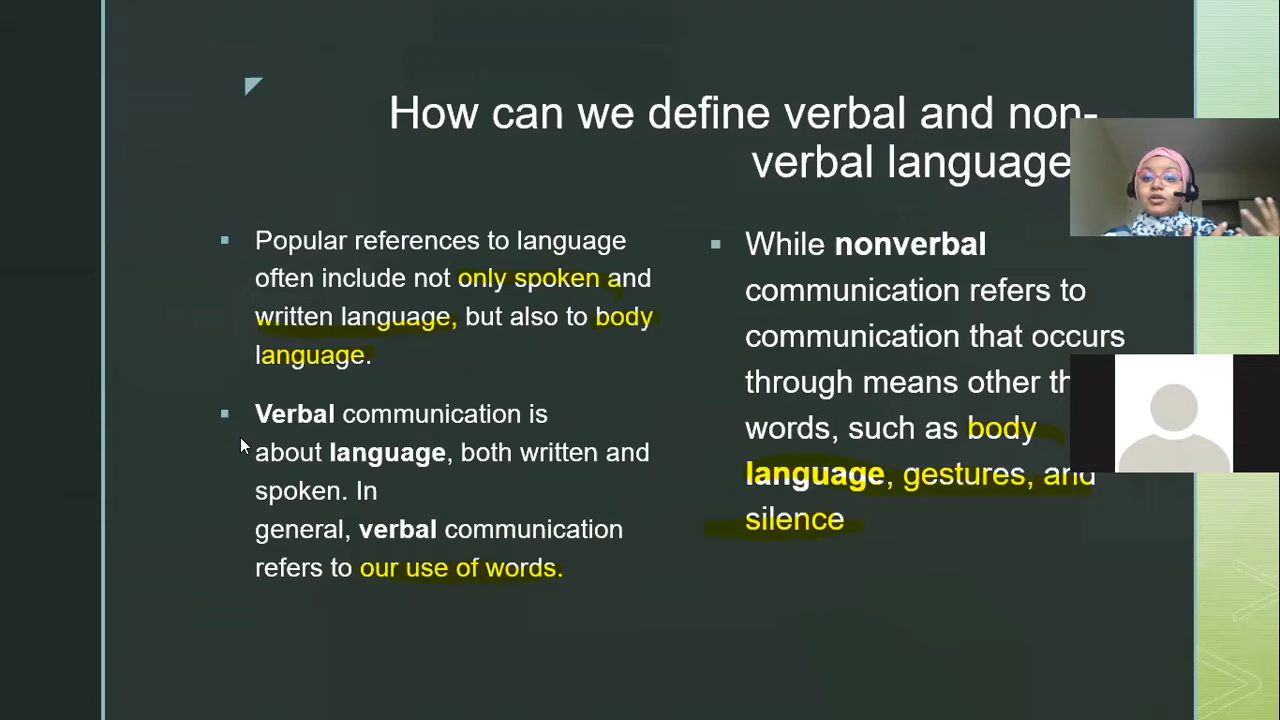 How can we define verbal and non-
verbal language
Popular references to language
often include not only spoken and
written language, but also to body
language.
Verbal communication is
about language, both written and
spoken. In
general, verbal communication
refers to our use of words.
While nonverbal
communication refers to
communication that occurs
through means other
words, such as body
language, gestures, and
silence